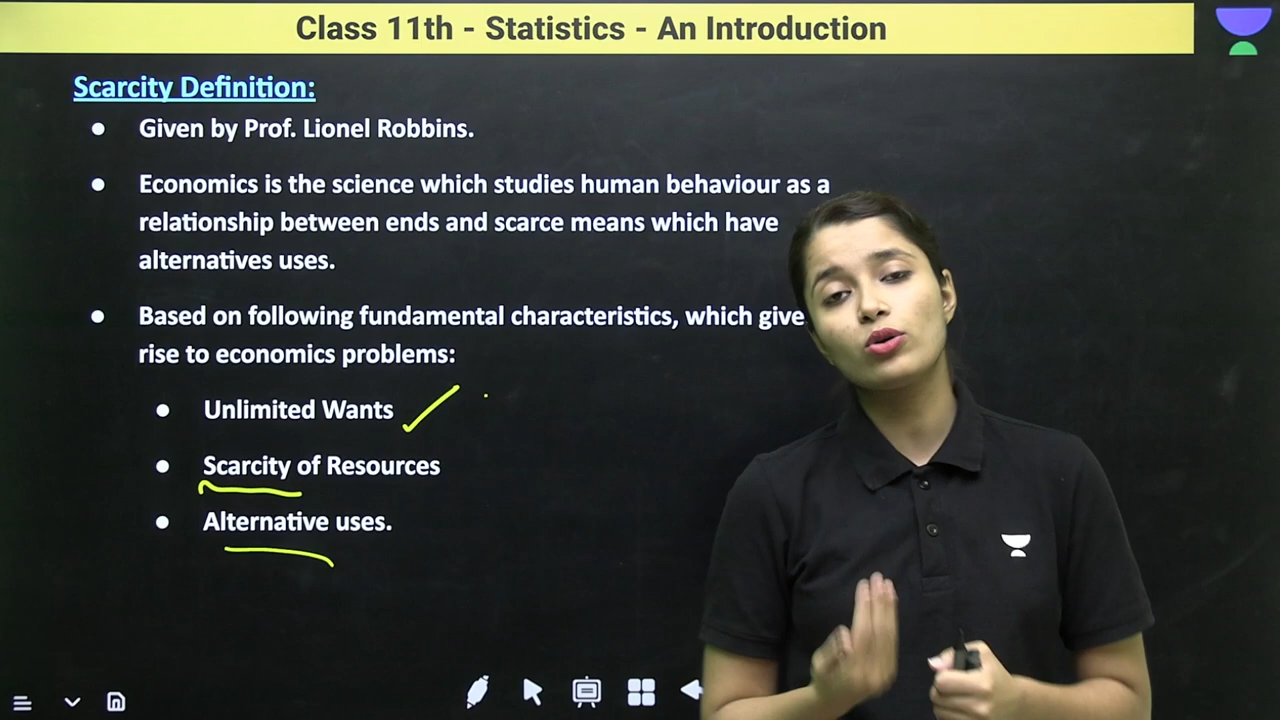 Class 11th - Statistics - An Introduction
Scarcity Definition:
● Given by Prof. Lionel Robbins.
● Economics is the science which studies human behaviour as a
relationship between ends and scarce means which have
alternatives uses.
● Based on following fundamental characteristics, which give
rise to economics problems:
● Unlimited Wants
● Scarcity of Resources
● Alternative uses.